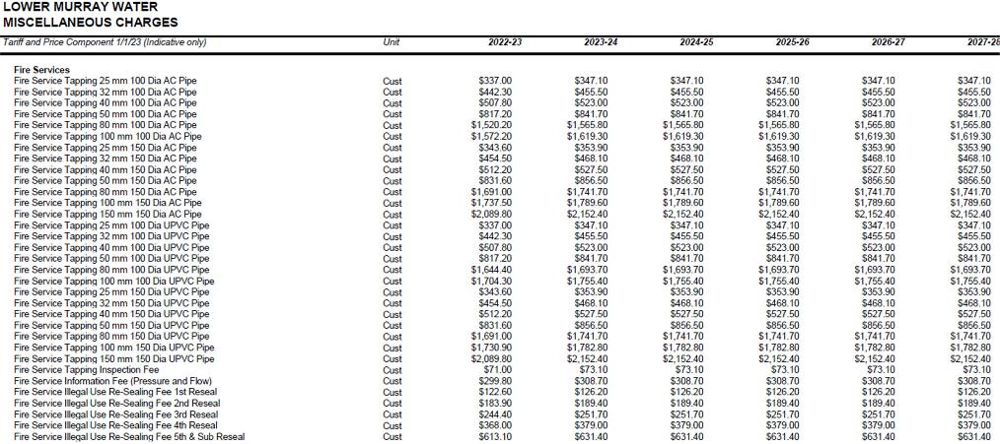 LOWER MURRAY WATER
MISCELLANEOUS CHARGES
Tariff and Price Component 1/1/23 (Indicative only) Unit 2022-23 2023-24 2024-25 2025-26 2026-27 2027-28
Fire Services
Fire Service Tapping 25 mm 100 Dia AC Pipe Cust $337.00 $347.10 $347.10 $347.10 $347.10 $347.10
Fire Service Tapping 32 mm 100 Dia AC Pipe Cust $442.30 $455.50 $455.50 $455.50 $455.50 $455.50
Fire Service Tapping 40 mm 100 Dia AC Pipe Cust $507.80 $523.00 $523.00 $523.00 $523.00 $523.00
Fire Service Tapping 50 mm 100 Dia AC Pipe Cust $817.20 $841.70 $841.70 $841.70 $841.70 $841.70
Fire Service Tapping 80 mm 100 Dia AC Pipe Cust $1,520.20 $1,565.80 $1,565.80 $1,565.80 $1,565.80 $1,565.80
Fire Service Tapping 100 mm 100 Dia AC Pipe Cust $1,572.20 $1,619.30 $1,619.30 $1,619.30 $1,619.30 $1,619.30
Fire Service Tapping 25 mm 150 Dia AC Pipe Cust $343.60 $353.90 $353.90 $353.90 $353.90 $353.90
Fire Service Tapping 32 mm 150 Dia AC Pipe Cust $454.50 $468.10 $468.10 $468.10 $468.10 $468.10
Fire Service Tapping 40 mm 150 Dia AC Pipe Cust $512.20 $527.50 $527.50 $527.50 $527.50 $527.50
Fire Service Tapping 50 mm 150 Dia AC Pipe Cust $831.60 $856.50 $856.50 $856.50 $856.50 $856.50
Fire Service Tapping 80 mm 150 Dia AC Pipe Cust $1,691.00 $1,741.70 $1,741.70 $1,741.70 $1,741.70 $1,741.70
Fire Service Tapping 100 mm 150 Dia AC Pipe Cust $1,737.50 $1,789.60 $1,789.60 $1,789.60 $1,789.60 $1,789.60
Fire Service Tapping 150 mm 150 Dia AC Pipe Cust $2,089.80 $2,152.40 $2,152.40 $2,152.40 $2,152.40 $2,152.40
Fire Service Tapping 25 mm 100 Dia UPVC Pipe Cust $337.00 $347.10 $347.10 $347.10 $347.10 $347.10
Fire Service Tapping 32 mm 100 Dia UPVC Pipe Cust $442.30 $455.50 $455.50 $455.50 $455.50 $455.50
Fire Service Tapping 40 mm 100 Dia UPVC Pipe Cust $507.80 $523.00 $523.00 $523.00 $523.00 $523.00
Fire Service Tapping 50 mm 100 Dia UPVC Pipe Cust $817.20 $841.70 $841.70 $841.70 $841.70 $841.70
Fire Service Tapping 80 mm 100 Dia UPVC Pipe Cust $1,644.40 $1,693.70 $1,693.70 $1,693.70 $1,693.70 $1,693.70
Fire Service Tapping 100 mm 100 Dia UPVC Pipe Cust $1,704.30 $1,755.40 $1,755.40 $1,755.40 $1,755.40 $1,755.40
Fire Service Tapping 25 mm 150 Dia UPVC Pipe Cust $343.60 $353.90 $353.90 $353.90 $353.90 $353.90
Fire Service Tapping 32 mm 150 Dia UPVC Pipe Cust $454.50 $468.10 $468.10 $468.10 $468.10 $468.10
Fire Service Tapping 40 mm 150 Dia UPVC Pipe Cust $512.20 $527.50 $527.50 $527.50 $527.50 $527.50
Fire Service Tapping 50 mm 150 Dia UPVC Pipe Cust $831.60 $856.50 $856.50 $856.50 $856.50 $856.50
Fire Service Tapping 80 mm 150 Dia UPVC Pipe Cust $1,691.00 $1,741.70 $1,741.70 $1,741.70 $1,741.70 $1,741.70
Fire Service Tapping 100 mm 150 Dia UPVC Pipe Cust $1,730.90 $1,782.80 $1,782.80 $1,782.80 $1,782.80 $1,782.80
Fire Service Tapping 150 mm 150 Dia UPVC Pipe Cust $2,089.80 $2,152.40 $2,152.40 $2,152.40 $2,152.40 $2,152.40
Fire Service Tapping Inspection Fee Cust $71.00 $73.10 $73.10 $73.10 $73.10 $73.10
Fire Service Information Fee (Pressure and Flow) Cust $299.80 $308.70 $308.70 $308.70 $308.70 $308.70
Fire Service Illegal Use Re-Sealing Fee 1st Reseal Cust $122.60 $126.20 $126.20 $126.20 $126.20 $126.20
Fire Service Illegal Use Re-Sealing Fee 2nd Reseal Cust $183.90 $189.40 $189.40 $189.40 $189.40 $189.40
Fire Service Illegal Use Re-Sealing Fee 3rd Reseal Cust $244.40 $251.70 $251.70 $251.70 $251.70 $251.70
Fire Service Illegal Use Re-Sealing Fee 4th Reseal Cust $368.00 $379.00 $379.00 $379.00 $379.00 $379.00
Fire Service Illegal Use Re-Sealing Fee 5th & Sub Reseal Cust $613.10 $631.40 $631.40 $631.40 $631.40 $631.40